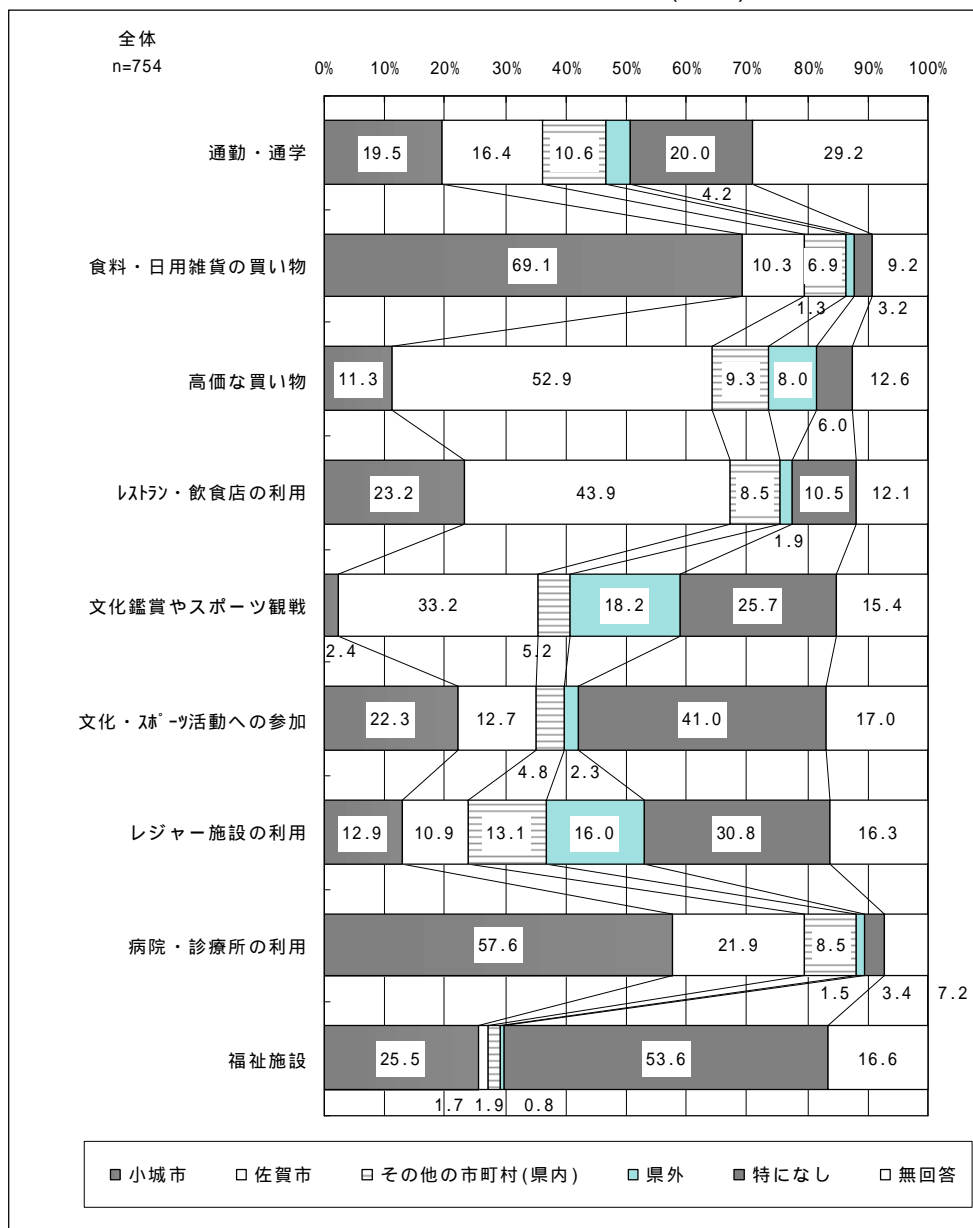 全体
n=754
0% 10% 20% 30% 40% 50% 60% 70% 80% 90% 100%
通勤・通学 19.5 16.4 10.6 20.0 29.2
4.2
食料・日用雑貨の買い物 69.1 10.3 6.9 9.2
1.3 3.2
高価な買い物 11.3 52.9 9.3 8.0 12.6
6.0
ﾚｽﾄﾗﾝ・飲食店の利用 23.2 43.9 8.5 10.5 12.1
1.9
文化鑑賞やスポーツ観戦 33.2 18.2 25.7 15.4
2.4 5.2
文化・ｽﾎﾟｰﾂ活動への参加 22.3 12.7 41.0 17.0
4.8 2.3
レジャー施設の利用 12.9 10.9 13.1 16.0 30.8 16.3
病院・診療所の利用 57.6 21.9 8.5
1.5 3.4 7.2
福祉施設 25.5 53.6 16.6
1.7 1.9 0.8
小城市 佐賀市 その他の市町村(県内) 県外 特になし 無回答